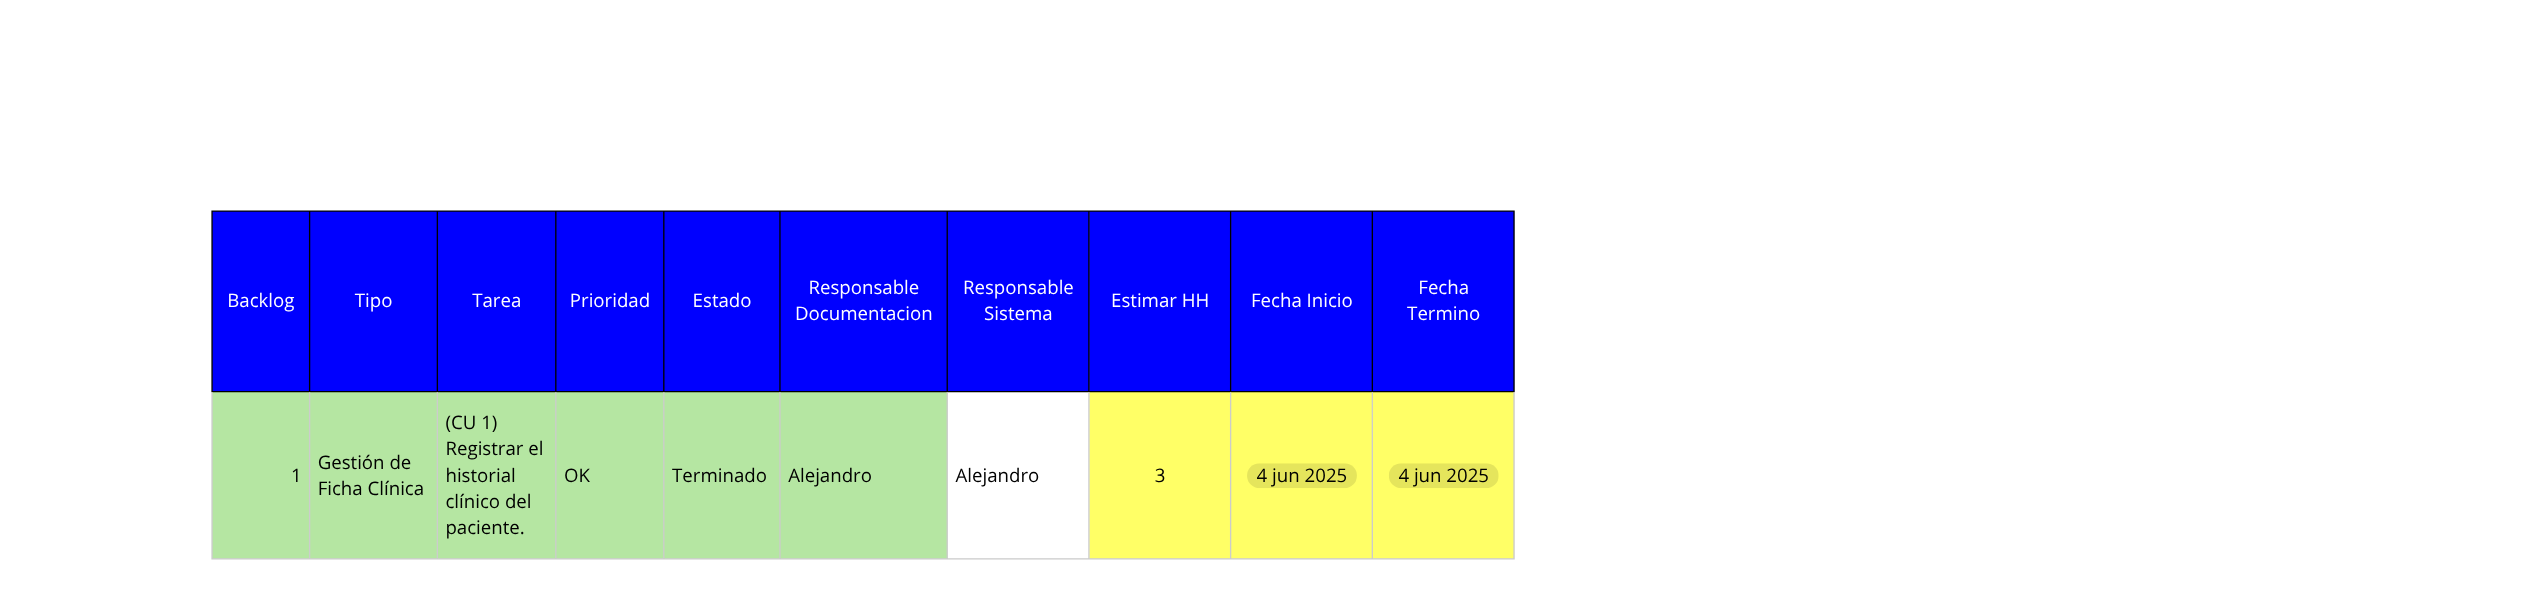 Backlog
Tipo
Tarea
Prioridad
Estado
Responsable
Documentacion
Responsable
Sistema
Estimar HH
Fecha Inicio
Fecha
Termino
1
Gestión de
Ficha Clínica
(CU 1)
Registrar el
historial
clínico del
paciente.
OK
Terminado
Alejandro
Alejandro
3
4 jun 2025
4 jun 2025